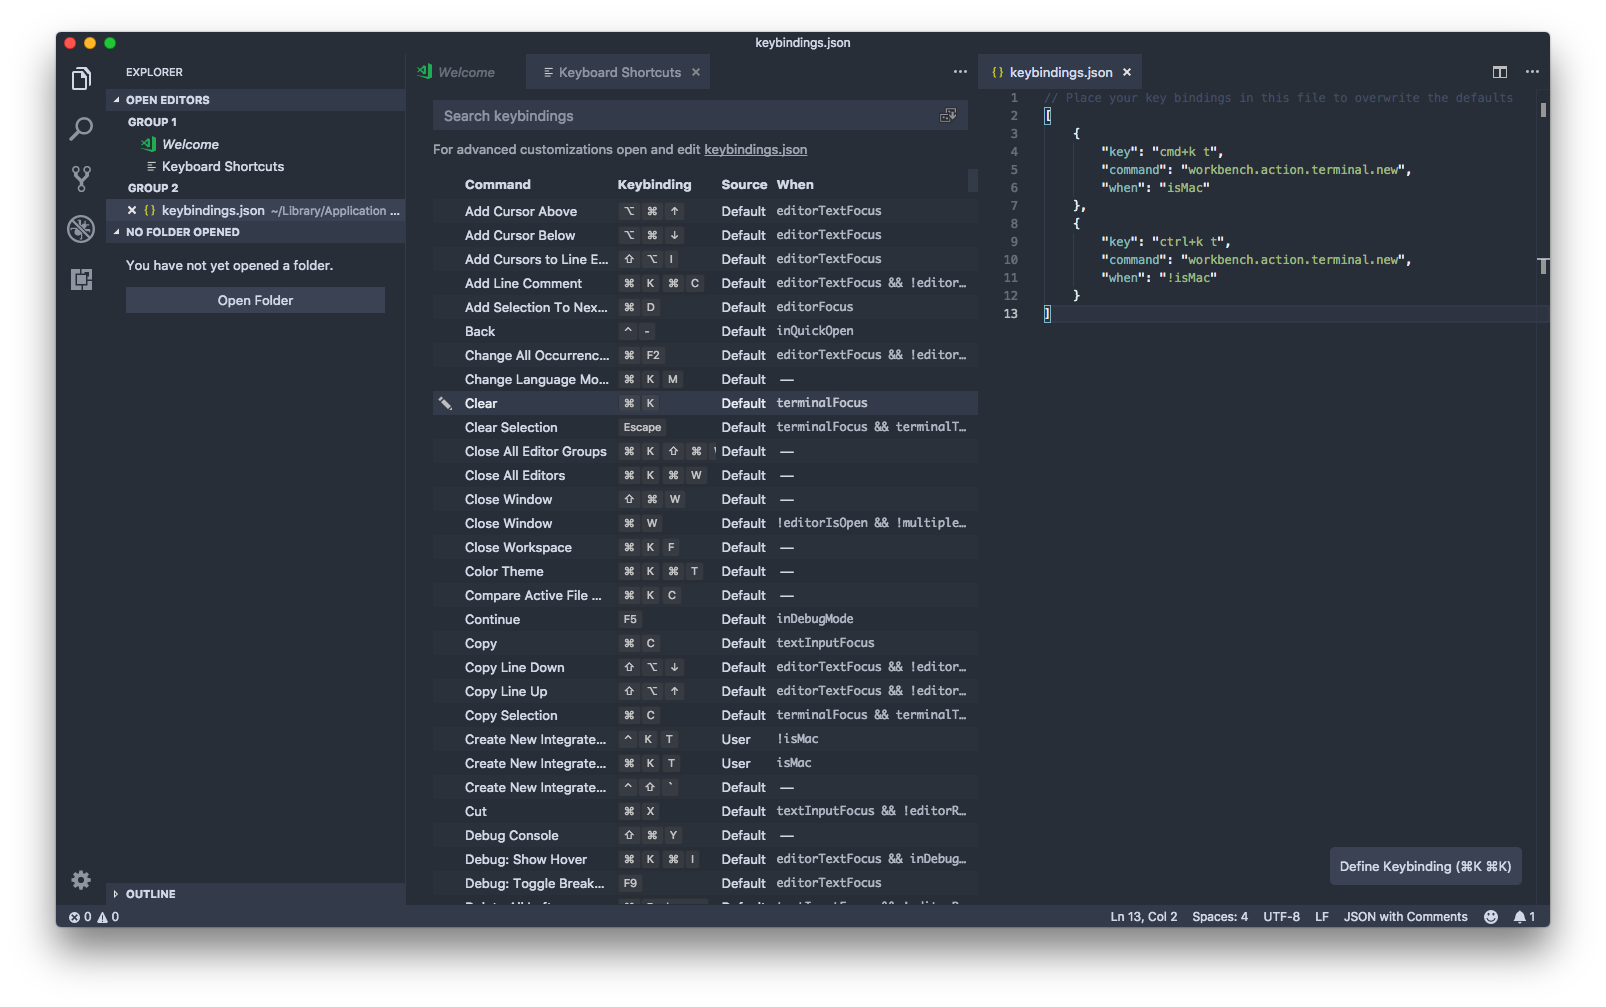 keybindings.json
EXPLORER
OPEN EDITORS
GROUP 1
Welcome
Keyboard Shortcuts
GROUP 2
keybindings.json ~/Library/Application ...
NO FOLDER OPENED
You have not yet opened a folder.
Open Folder
OUTLINE
Welcome
Keyboard Shortcuts
Search keybindings
For advanced customizations open and edit keybindings.json
Command Keybinding Source When
Add Cursor Above ⌥ ⌘ ↑ Default editorTextFocus
Add Cursor Below ⌥ ⌘ ↓ Default editorTextFocus
Add Cursors to Line E... ⇧ ⌥ I Default editorTextFocus
Add Line Comment ⌘ K ⌘ C Default editorTextFocus && !editor...
Add Selection To Nex... ⌘ D Default editorFocus
Back ^ - Default inQuickOpen
Change All Occurrenc... ⌘ F2 Default editorTextFocus && !editor...
Change Language Mo... ⌘ K M Default —
Clear ⌘ K Default terminalFocus
Clear Selection Escape Default terminalFocus && terminalT...
Close All Editor Groups ⌘ K ⇧ ⌘ Default —
Close All Editors ⌘ K ⌘ W Default —
Close Window ⇧ ⌘ W Default —
Close Window ⌘ W Default !editorIsOpen && !multiple...
Close Workspace ⌘ K F Default —
Color Theme ⌘ K ⌘ T Default —
Compare Active File ... ⌘ K C Default —
Continue F5 Default inDebugMode
Copy ⌘ C Default textInputFocus
Copy Line Down ⇧ ⌥ ↓ Default editorTextFocus && !editor...
Copy Line Up ⇧ ⌥ ↑ Default editorTextFocus && !editor...
Copy Selection ⌘ C Default terminalFocus && terminalT...
Create New Integrate... ^ K T User !isMac
Create New Integrate... ⌘ K T User isMac
Create New Integrate... ^ ⇧ ` Default —
Cut ⌘ X Default textInputFocus && !editorR...
Debug Console ⇧ ⌘ Y Default —
Debug: Show Hover ⌘ K ⌘ I Default editorTextFocus && inDebug...
Debug: Toggle Break... F9 Default editorTextFocus
keybindings.json
1 // Place your key bindings in this file to overwrite the defaults
2 [
3 {
4 "key": "cmd+k t",
5 "command": "workbench.action.terminal.new",
6 "when": "isMac"
7 },
8 {
9 "key": "ctrl+k t",
10 "command": "workbench.action.terminal.new",
11 "when": "!isMac"
12 }
13 ]
Define Keybinding (⌘K ⌘K)
0 0
Ln 13, Col 2 Spaces: 4 UTF-8 LF JSON with Comments 1